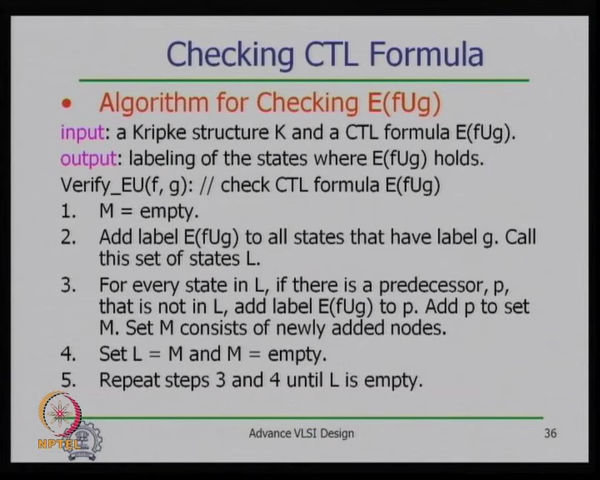 Checking CTL Formula
• Algorithm for Checking E(fUg)
input: a Kripke structure K and a CTL formula E(fUg).
output: labeling of the states where E(fUg) holds.
Verify_EU(f, g): // check CTL formula E(fUg)
1. M = empty.
2. Add label E(fUg) to all states that have label g. Call
this set of states L.
3. For every state in L, if there is a predecessor, p,
that is not in L, add label E(fUg) to p. Add p to set
M. Set M consists of newly added nodes.
4. Set L = M and M = empty.
5. Repeat steps 3 and 4 until L is empty.
NPTEL
Advance VLSI Design
36